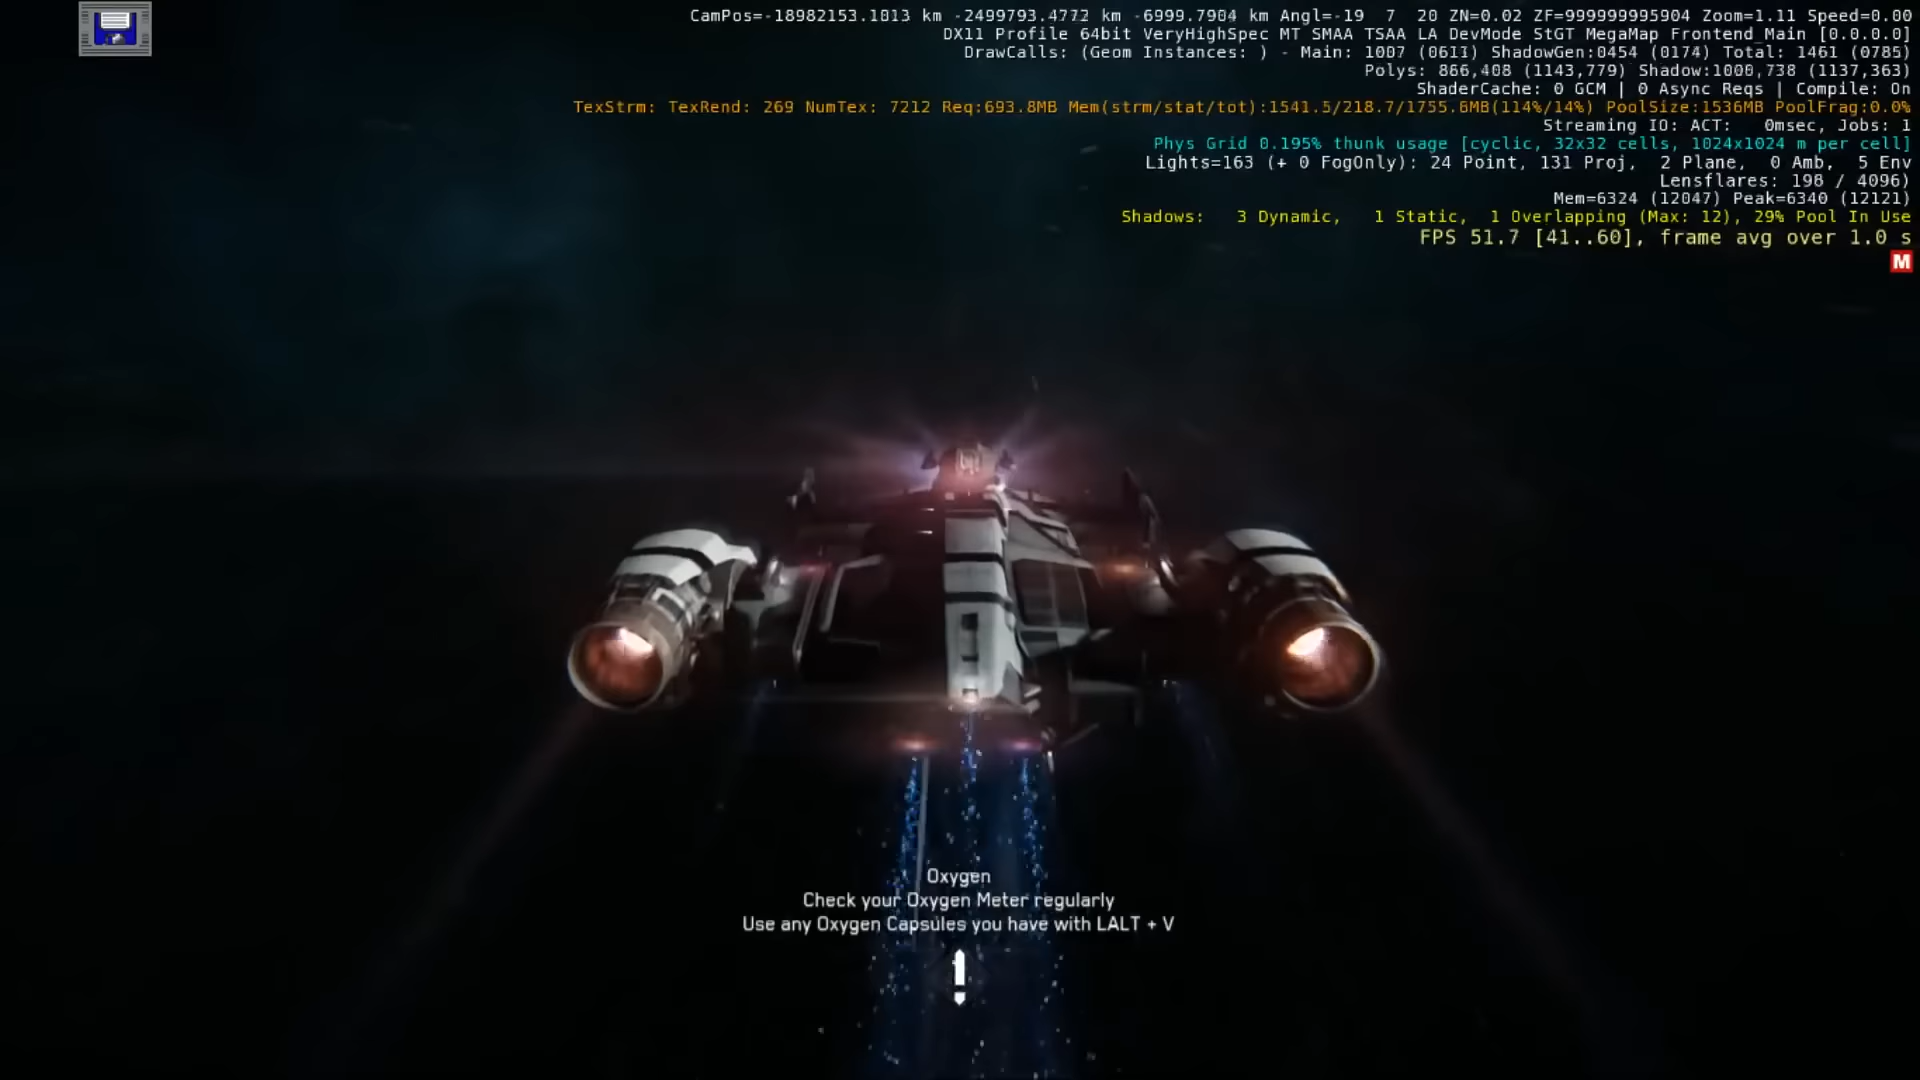 CamPos=-18982153.1013 km -2499793.4772 km -6999.7904 km Angl=-19 7 20 ZN=0.02 ZF=999999995904 Zoom=1.11 Speed=0.00
DX11 Profile 64bit VeryHighSpec MT SMAA TSAA LA DevMode StGT MegaMap Frontend_Main [0.0.0.0]
DrawCalls: (Geom Instances: ) - Main: 1007 (0611) ShadowGen:0454 (0174) Total: 1461 (0785)
Polys: 866,408 (1143,779) Shadow:1000,738 (1137,363)
ShaderCache: 0 GCM | 0 Async Reqs | Compile: On
TexStrm: TexRend: 269 NumTex: 7212 Req:693.8MB Mem(strm/stat/tot):1541.5/218.7/1755.6MB(114%/14%) PoolSize:1536MB PoolFrag:0.0%
Streaming IO: ACT: 0msec, Jobs: 1
Phys Grid 0.195% thunk usage [cyclic, 32x32 cells, 1024x1024 m per cell]
Lights=163 (+ 0 FogOnly): 24 Point, 131 Proj, 2 Plane, 0 Amb, 5 Env
Lensflares: 198 / 4096)
Mem=6324 (12047) Peak=6340 (12121)
Shadows: 3 Dynamic, 1 Static, 1 Overlapping (Max: 12), 29% Pool In Use
FPS 51.7 [41..60], frame avg over 1.0 s
M
Oxygen
Check your Oxygen Meter regularly
Use any Oxygen Capsules you have with LALT + V